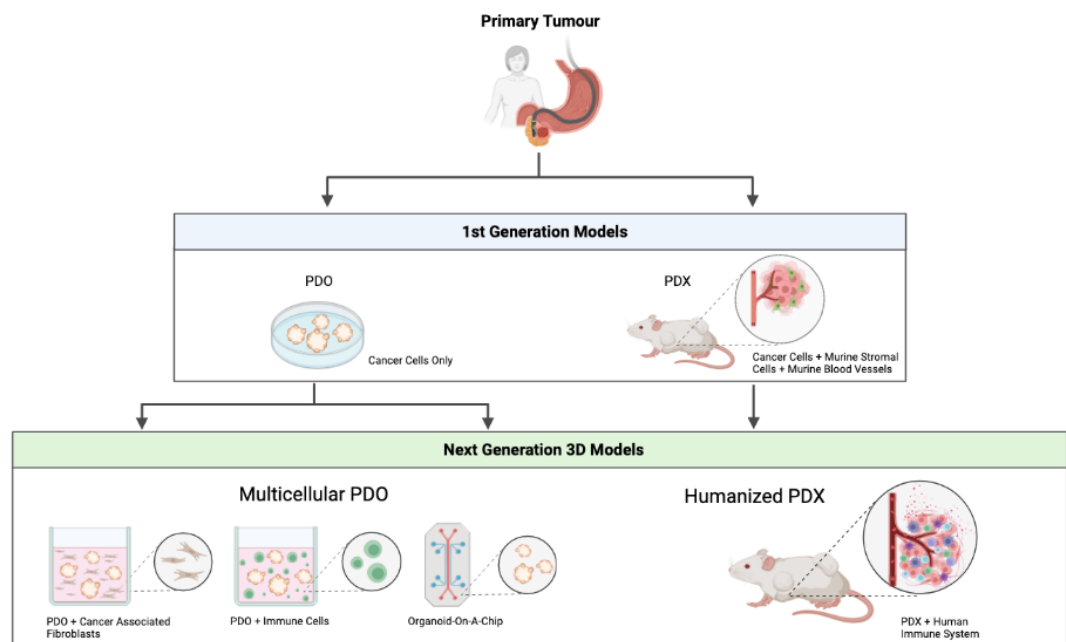 Primary Tumour
1st Generation Models
PDO
PDX
Cancer Cells Only
Cancer Cells + Murine Stromal
Cells + Murine Blood Vessels
Next Generation 3D Models
Multicellular PDO
Humanized PDX
PDO + Cancer Associated
Fibroblasts
PDO + Immune Cells
Organoid-On-A-Chip
PDX + Human
Immune System